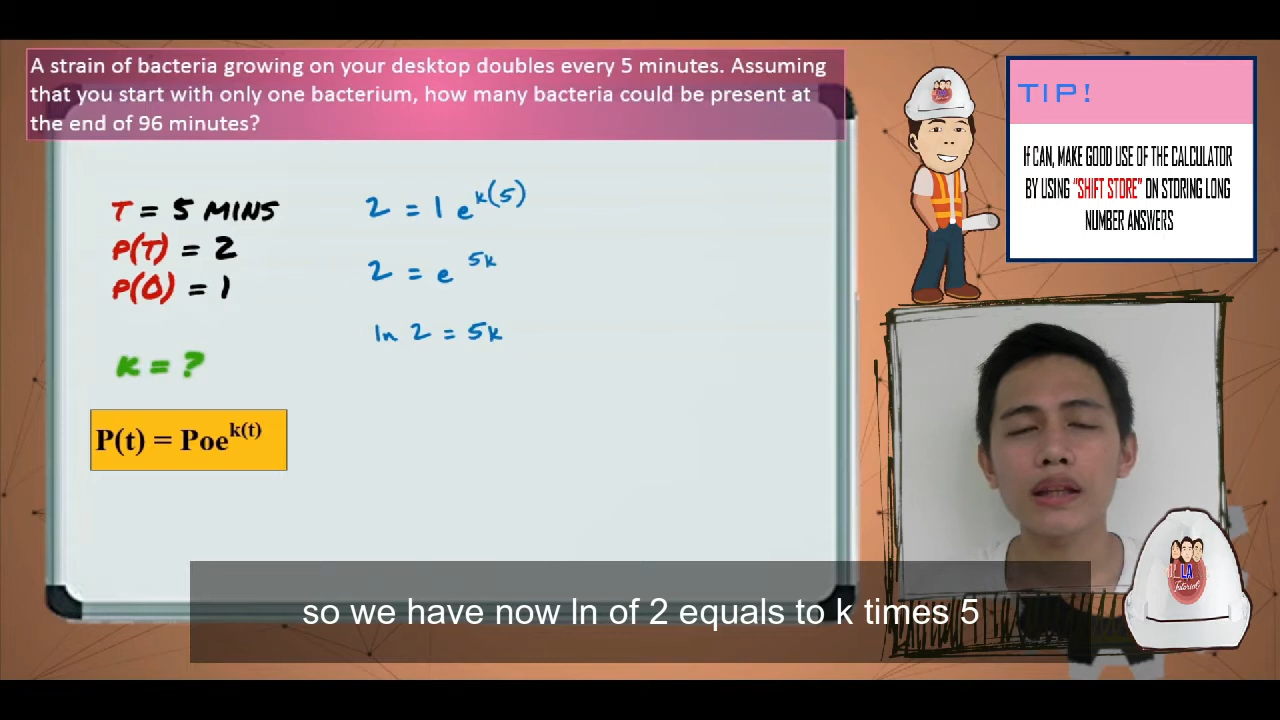 A strain of bacteria growing on your desktop doubles every 5 minutes. Assuming
that you start with only one bacterium, how many bacteria could be present at
the end of 96 minutes?
TIP!
If CAN, MAKE GOOD USE OF THE CALCULATOR
BY USING "SHIFT STORE" ON STORING LONG
NUMBER ANSWERS
T = 5 MINS
P(T) = 2
P(0) = 1
K = ?
P(t) = Poe^k(t)
2 = 1 e^k(5)
2 = e^5k
ln 2 = 5k
LA
Tutorial
so we have now ln of 2 equals to k times 5